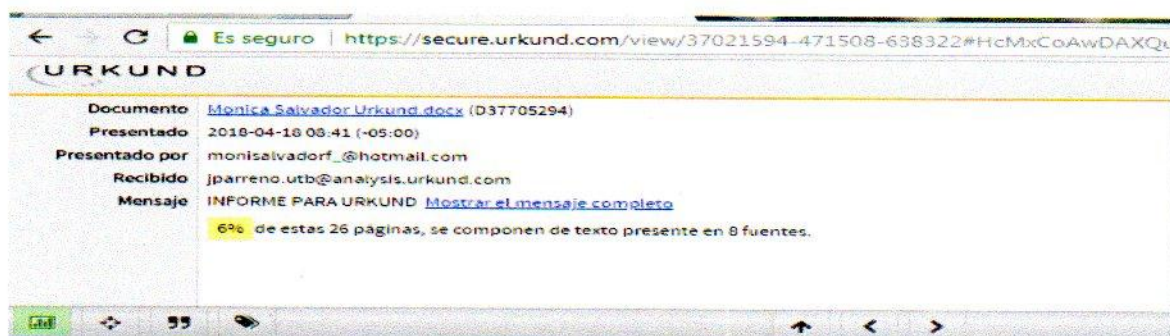 Es seguro | https://secure.urkund.com/view/37021594-471508-638322#HcMxCoAwDAXQu
URKUND
Documento Monica Salvador Urkund.docx (D37705294)
Presentado 2018-04-18 08:41 (-05:00)
Presentado por monisalvadorf_@hotmail.com
Recibido jparreno.utb@analysis.urkund.com
Mensaje INFORME PARA URKUND Mostrar el mensaje completo
6% de estas 26 páginas, se componen de texto presente en 8 fuentes.